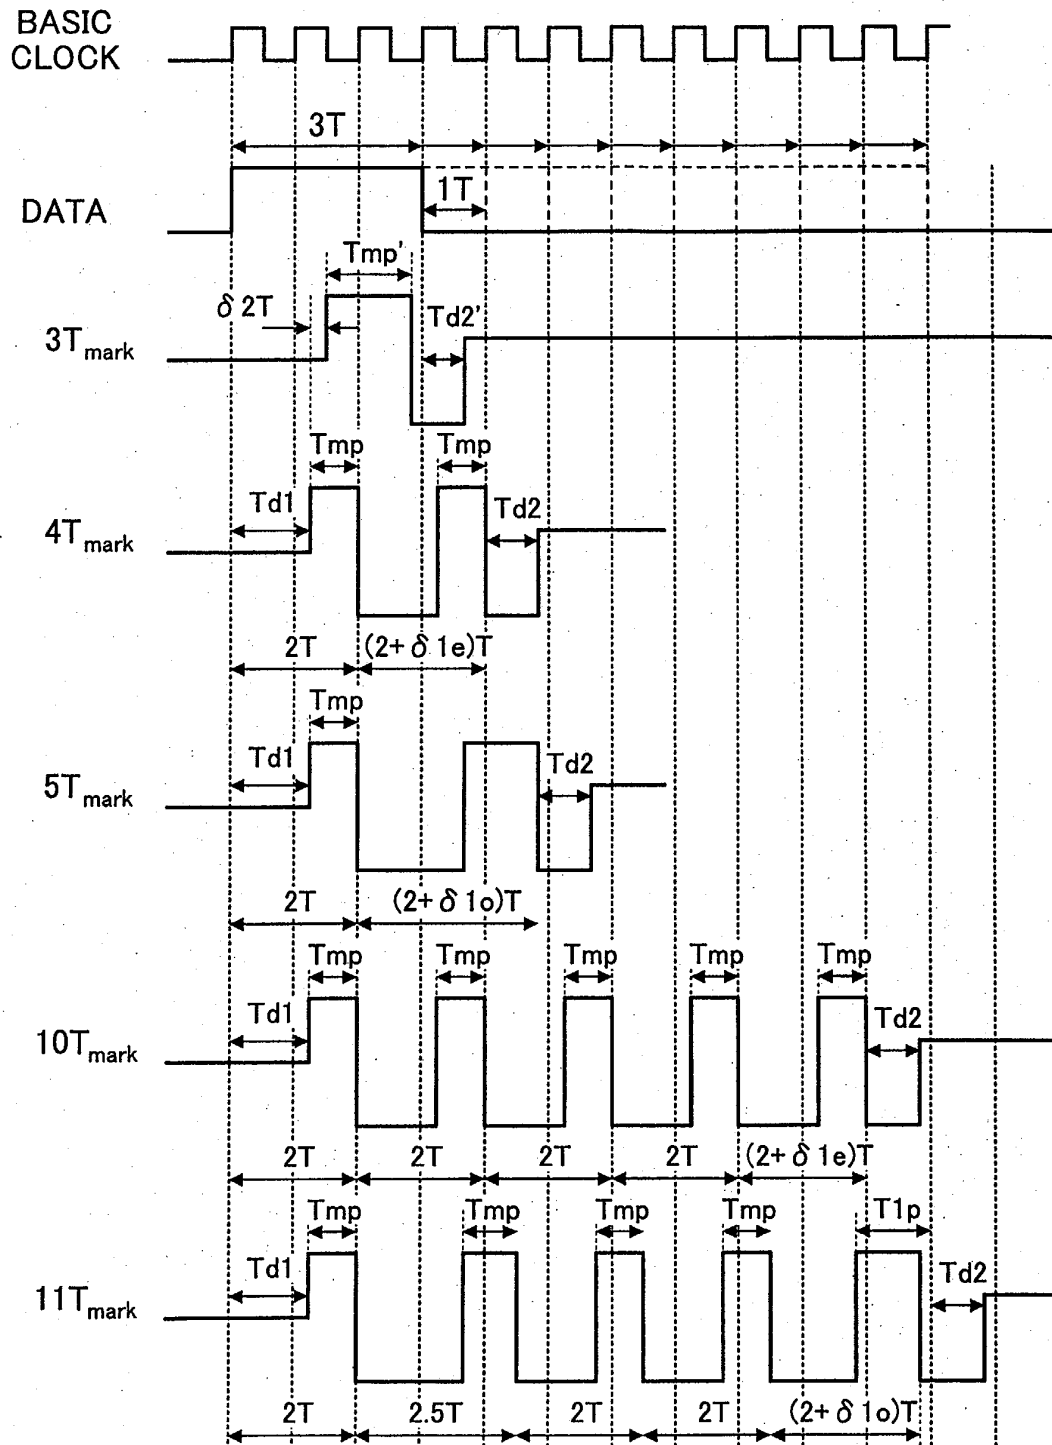 BASIC
CLOCK
3T
DATA
1T
Tmp'
δ 2T
Td2'
3Tmark
Tmp Tmp
Td1 Td2
4Tmark
2T (2+δ 1e)T
Tmp
Td1 Td2
5Tmark
2T (2+δ 1o)T
Tmp Tmp Tmp Tmp Tmp
Td1 Td2
10Tmark
2T 2T 2T 2T (2+δ 1e)T
Tmp Tmp Tmp Tmp T1p
Td1 Td2
11Tmark
2T 2.5T 2T 2T (2+δ 1o)T